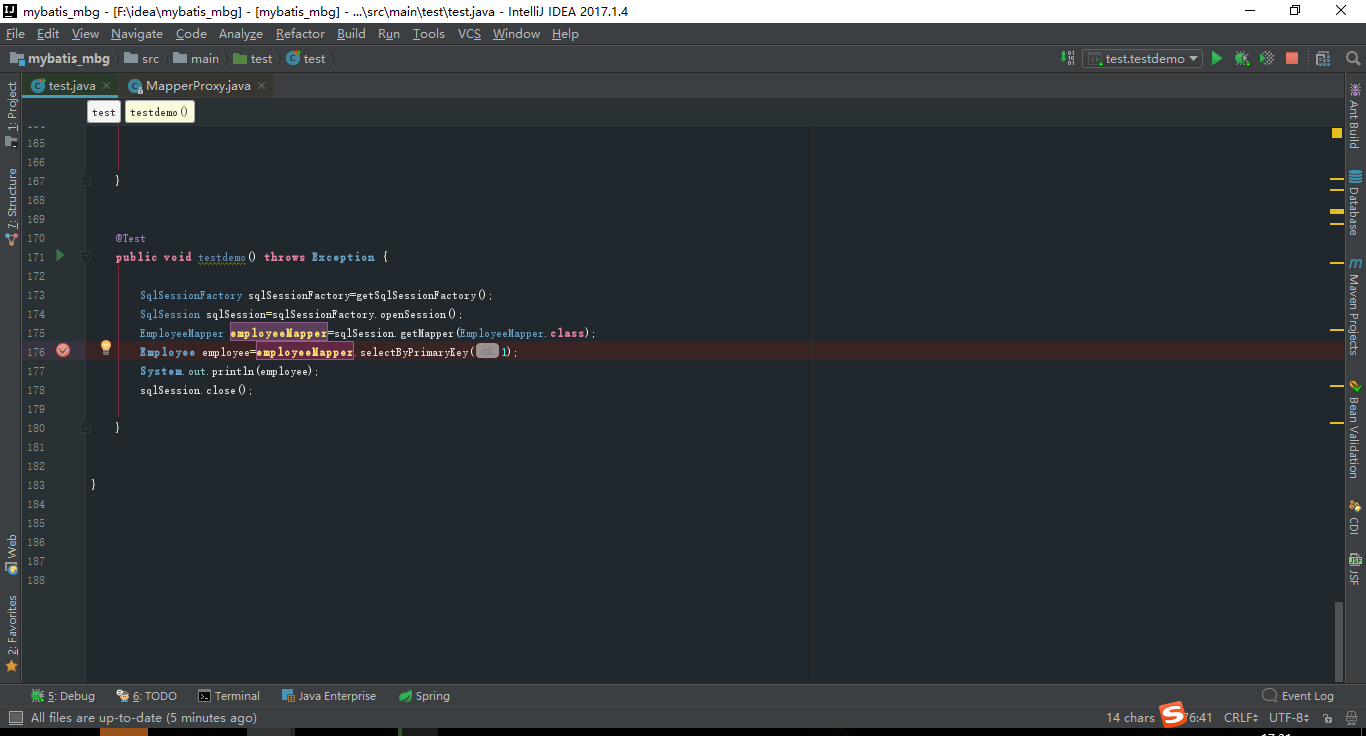 mybatis_mbg - [F:\idea\mybatis_mbg] - [mybatis_mbg] - ...\src\main\test\test.java - IntelliJ IDEA 2017.1.4
File Edit View Navigate Code Analyze Refactor Build Run Tools VCS Window Help
mybatis_mbg src main test test test.testdemo
test.java MapperProxy.java
test testdemo()
1: Project
7: Structure
Web
2: Favorites
165
166
167 }
168
169
170 @Test
171 public void testdemo() throws Exception {
172
173 SqlSessionFactory sqlSessionFactory=getSqlSessionFactory();
174 SqlSession sqlSession=sqlSessionFactory.openSession();
175 EmployeeMapper employeeMapper=sqlSession.getMapper(EmployeeMapper.class);
176 Employee employee=employeeMapper.selectByPrimaryKey( id: 1);
177 System.out.println(employee);
178 sqlSession.close();
179
180 }
181
182
183 }
184
185
186
187
188
Ant Build
Database
Maven Projects
Bean Validation
CDI
JSF
5: Debug 6: TODO Terminal Java Enterprise Spring Event Log
All files are up-to-date (5 minutes ago) 14 chars 76:41 CRLF UTF-8